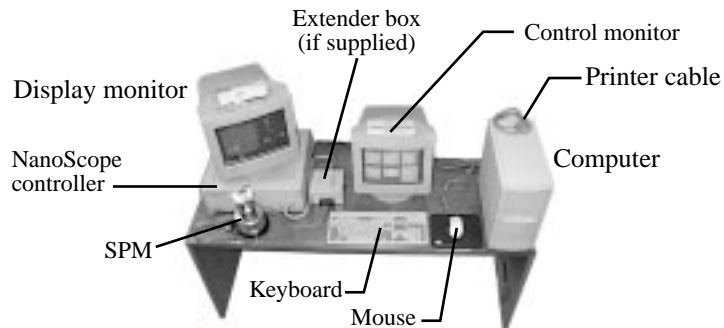 Extender box
(if supplied)
Control monitor
Display monitor
Printer cable
NanoScope
controller
Computer
SPM
Keyboard
Mouse